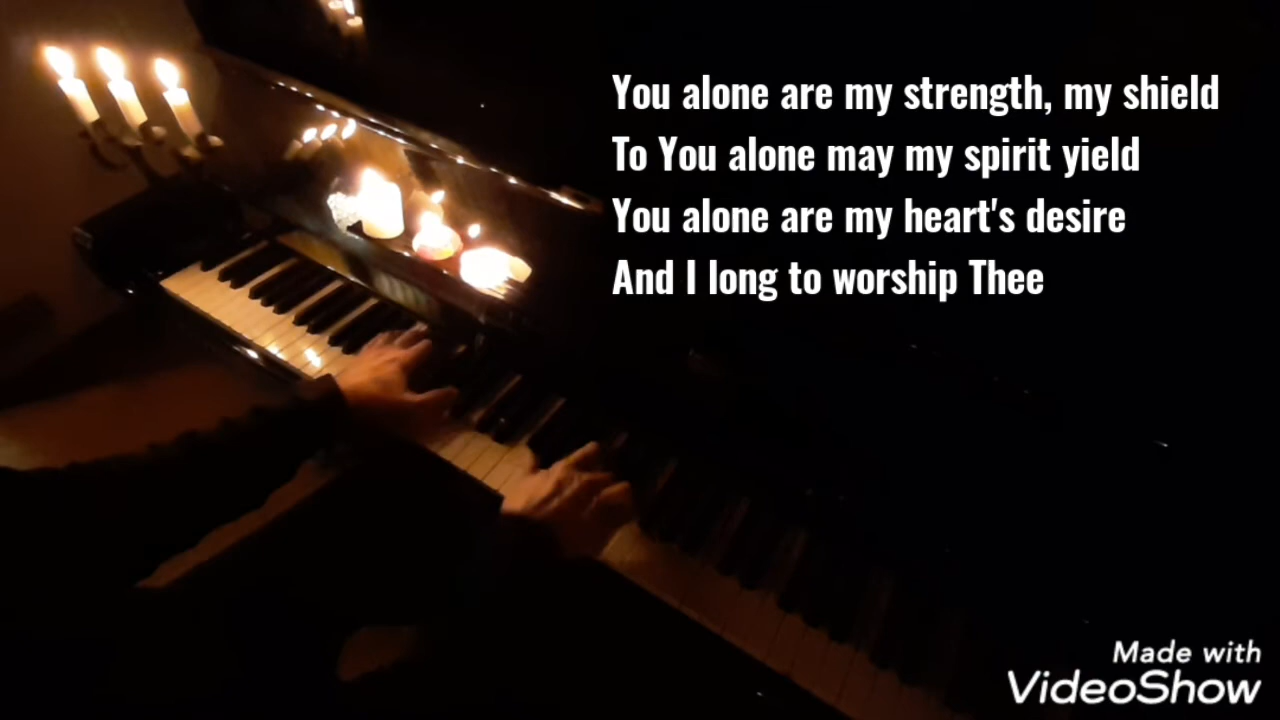 You alone are my strength, my shield
To You alone may my spirit yield
You alone are my heart's desire
And I long to worship Thee
Made with
VideoShow